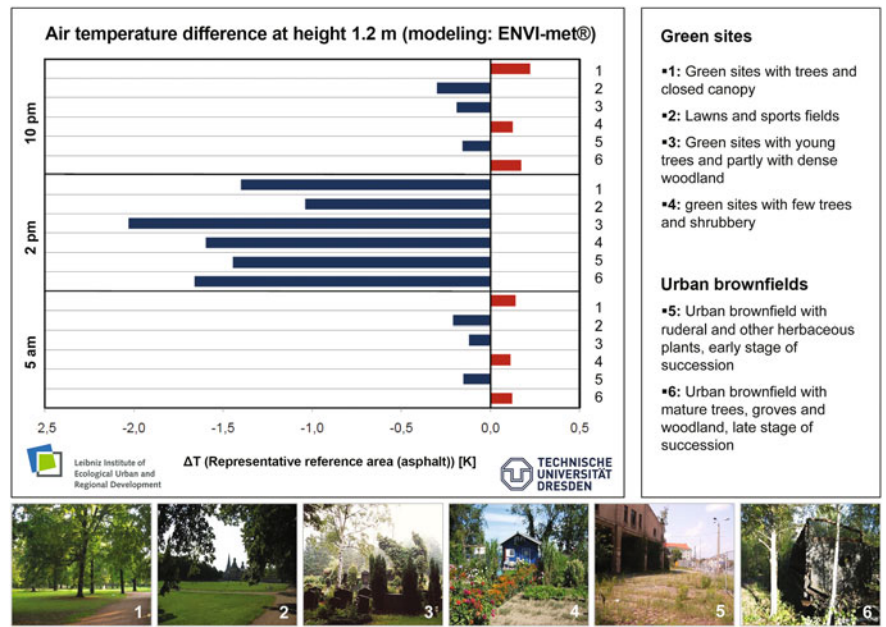 Air temperature difference at height 1.2 m (modeling: ENVI-met®)
10 pm
1
2
3
4
5
6
2 pm
1
2
3
4
5
6
5 am
1
2
3
4
5
6
2,5
-2,0
-1,5
-1,0
-0,5
0,0
0,5
ΔT (Representative reference area (asphalt)) [K]
Leibniz Institute of
Ecological Urban and
Regional Development
TECHNISCHE
UNIVERSITÄT
DRESDEN
Green sites
▪1: Green sites with trees and
closed canopy
▪2: Lawns and sports fields
▪3: Green sites with young
trees and partly with dense
woodland
▪4: green sites with few trees
and shrubbery
Urban brownfields
▪5: Urban brownfield with
ruderal and other herbaceous
plants, early stage of
succession
▪6: Urban brownfield with
mature trees, groves and
woodland, late stage of
succession
1
2
3
4
5
6